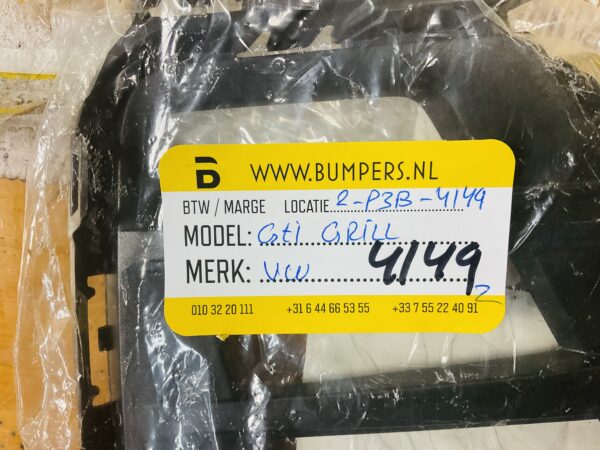 B WWW.BUMPERS.NL
BTW / MARGE LOCATIE 2-P3B-4149
MODEL: Gti GRILL
MERK: VW 4149
2
010 32 20 111 +31 6 44 66 53 55 +33 7 55 22 40 91